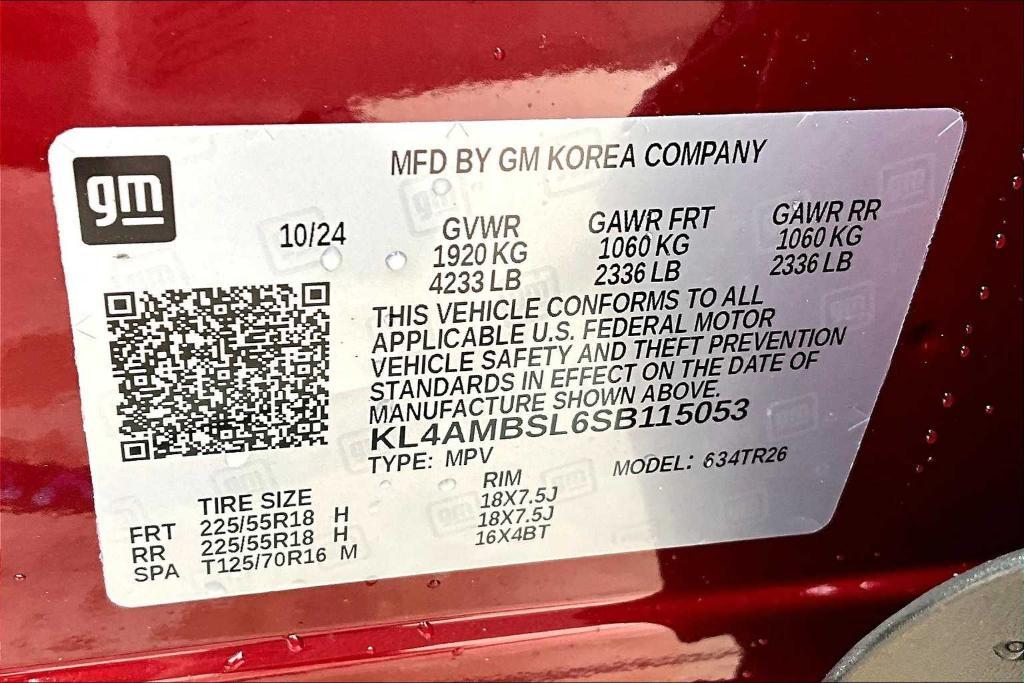 gm
MFD BY GM KOREA COMPANY
10/24
GVWR GAWR FRT GAWR RR
1920 KG 1060 KG 1060 KG
4233 LB 2336 LB 2336 LB
THIS VEHICLE CONFORMS TO ALL
APPLICABLE U.S. FEDERAL MOTOR
VEHICLE SAFETY AND THEFT PREVENTION
STANDARDS IN EFFECT ON THE DATE OF
MANUFACTURE SHOWN ABOVE.
KL4AMBSL6SB115053
TYPE: MPV MODEL: 634TR26
TIRE SIZE RIM
FRT 225/55R18 H 18X7.5J
RR 225/55R18 H 18X7.5J
SPA T125/70R16 M 16X4BT